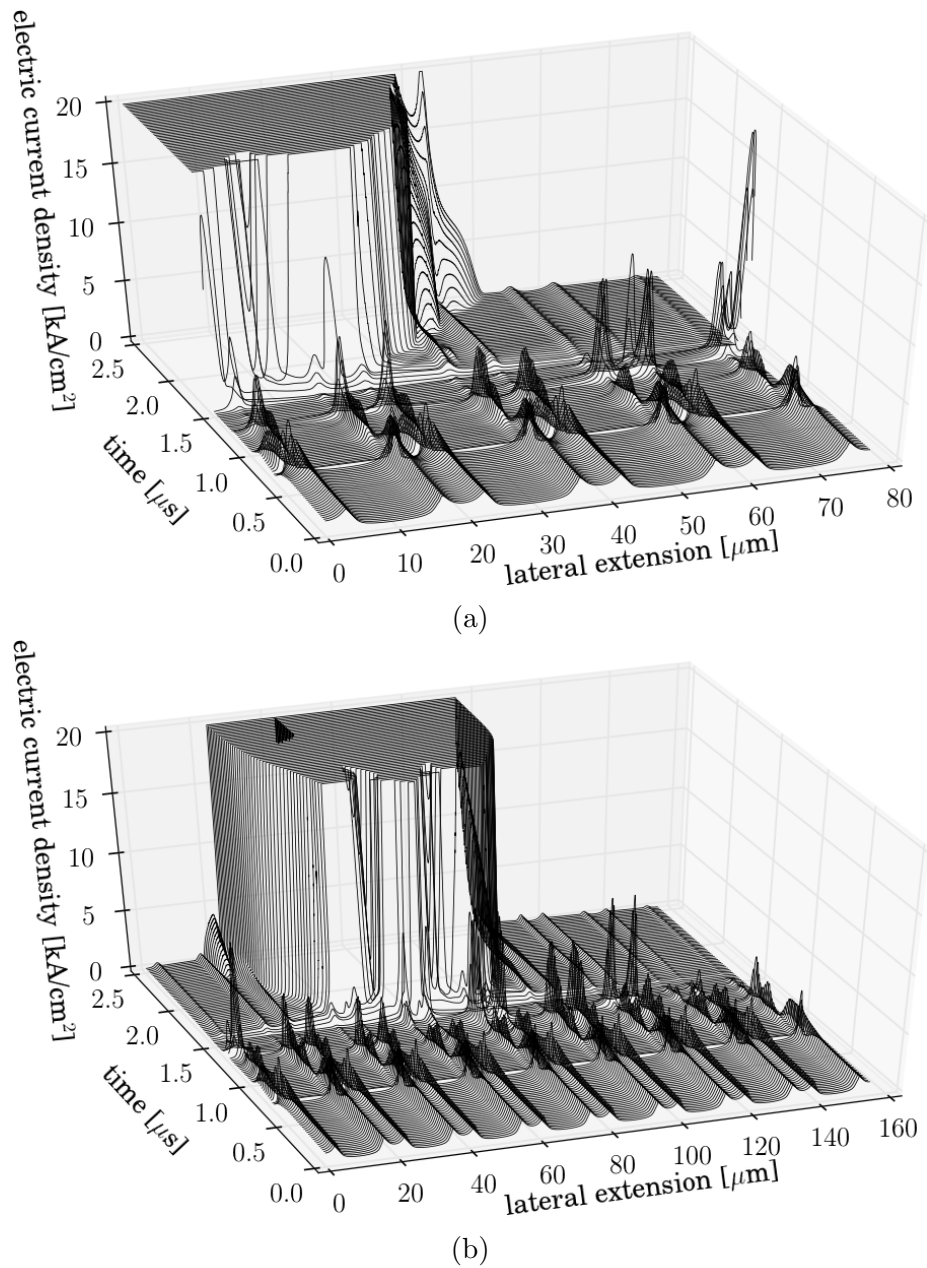 electric current density [kA/cm²]
20
15
10
5
0
2.5
2.0
1.5
1.0
0.5
0.0
time [μs]
0 10 20 30 40 50 60 70 80
lateral extension [μm]
(a)
electric current density [kA/cm²]
20
15
10
5
0
2.5
2.0
1.5
1.0
0.5
0.0
time [μs]
0 20 40 60 80 100 120 140 160
lateral extension [μm]
(b)